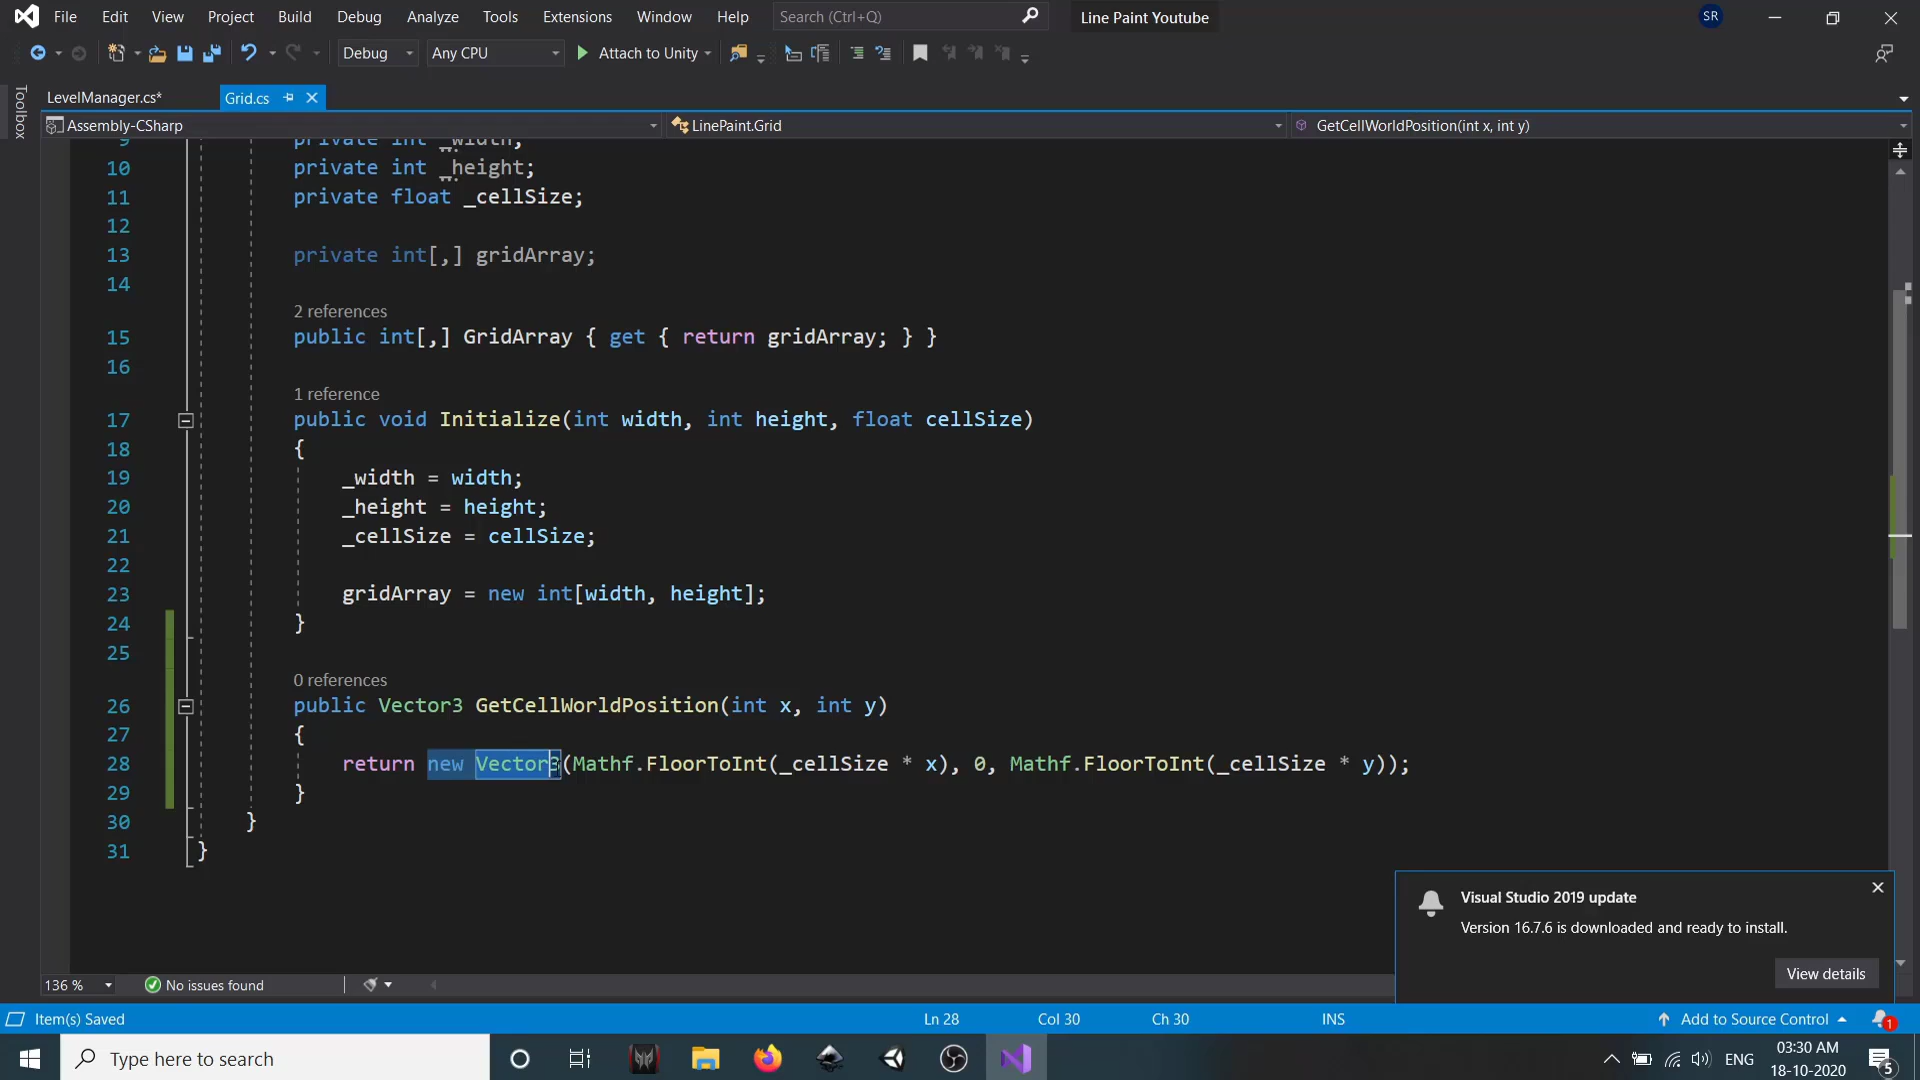 File Edit View Project Build Debug Analyze Tools Extensions Window Help Search (Ctrl+Q) Line Paint Youtube SR
Debug Any CPU Attach to Unity
Toolbox
LevelManager.cs* Grid.cs
Assembly-CSharp LinePaint.Grid GetCellWorldPosition(int x, int y)
9 private int _width;
10 private int _height;
11 private float _cellSize;
12
13 private int[,] gridArray;
14
2 references
15 public int[,] GridArray { get { return gridArray; } }
16
1 reference
17 public void Initialize(int width, int height, float cellSize)
18 {
19 _width = width;
20 _height = height;
21 _cellSize = cellSize;
22
23 gridArray = new int[width, height];
24 }
25
0 references
26 public Vector3 GetCellWorldPosition(int x, int y)
27 {
28 return new Vector3(Mathf.FloorToInt(_cellSize * x), 0, Mathf.FloorToInt(_cellSize * y));
29 }
30 }
31 }
Visual Studio 2019 update
Version 16.7.6 is downloaded and ready to install.
View details
136 % No issues found
Item(s) Saved Ln 28 Col 30 Ch 30 INS Add to Source Control 1
Type here to search ENG 03:30 AM
18-10-2020 5